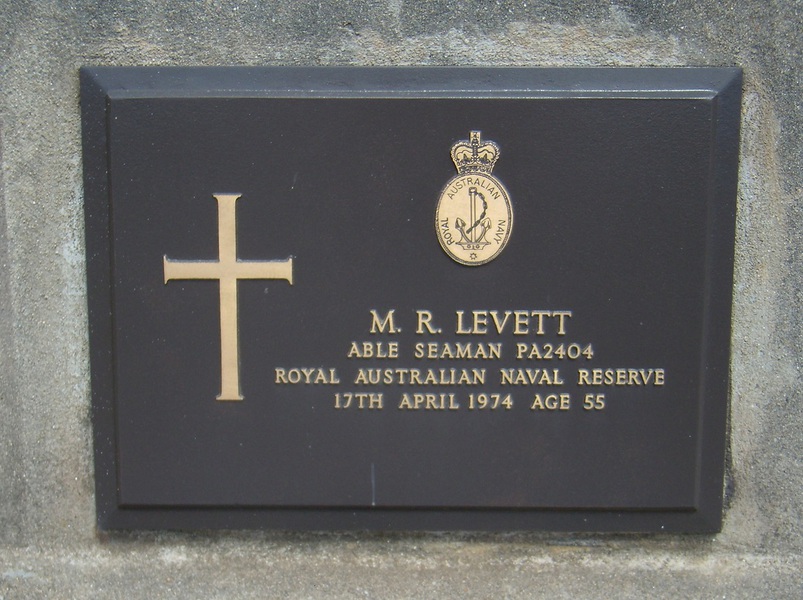 ROYAL AUSTRALIAN NAVY
M. R. LEVETT
ABLE SEAMAN PA2404
ROYAL AUSTRALIAN NAVAL RESERVE
17TH APRIL 1974 AGE 55